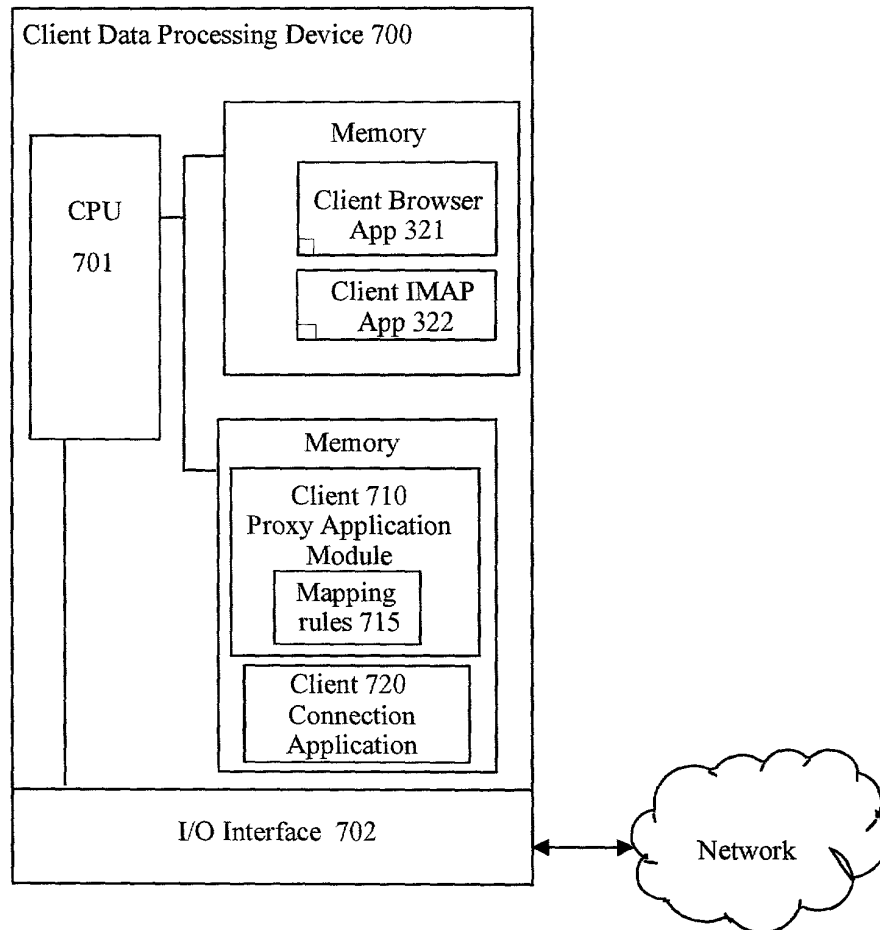 Client Data Processing Device 700
CPU
701
Memory
Client Browser
App 321
Client IMAP
App 322
Memory
Client 710
Proxy Application
Module
Mapping
rules 715
Client 720
Connection
Application
I/O Interface 702
Network